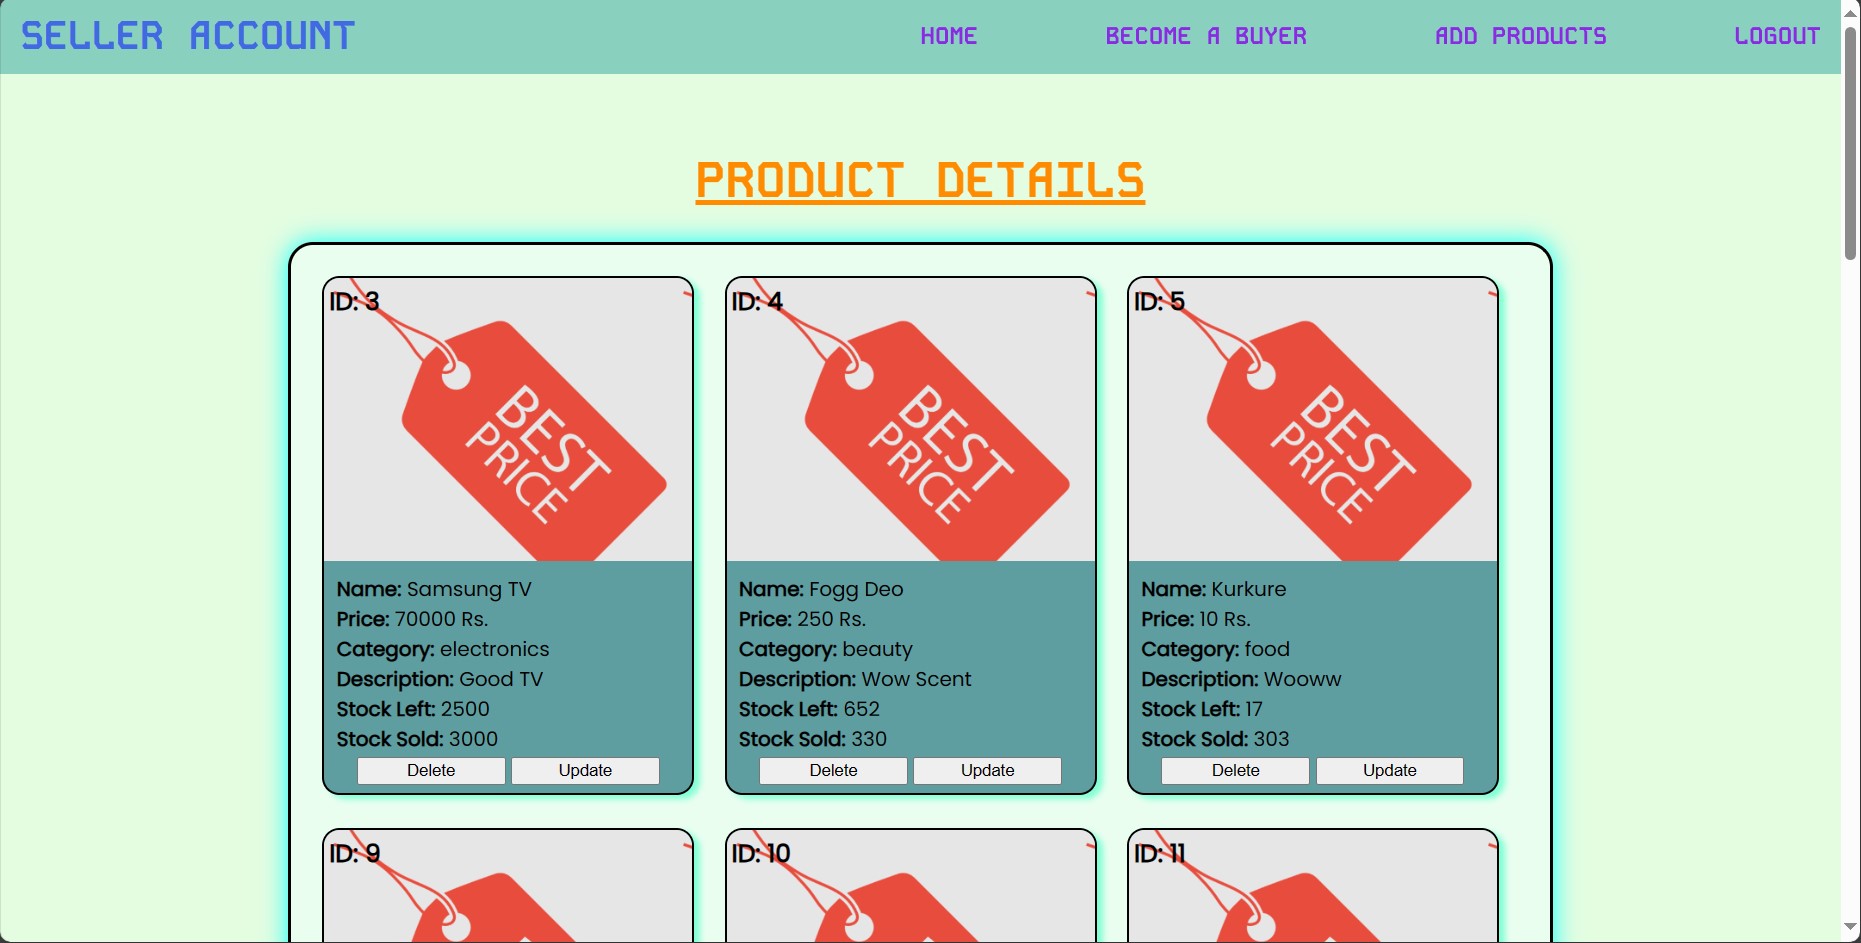 SELLER ACCOUNT
HOME BECOME A BUYER ADD PRODUCTS LOGOUT
PRODUCT DETAILS
ID: 3
BEST
PRICE
Name: Samsung TV
Price: 70000 Rs.
Category: electronics
Description: Good TV
Stock Left: 2500
Stock Sold: 3000
Delete Update
ID: 4
BEST
PRICE
Name: Fogg Deo
Price: 250 Rs.
Category: beauty
Description: Wow Scent
Stock Left: 652
Stock Sold: 330
Delete Update
ID: 5
BEST
PRICE
Name: Kurkure
Price: 10 Rs.
Category: food
Description: Wooww
Stock Left: 17
Stock Sold: 303
Delete Update
ID: 9
ID: 10
ID: 11